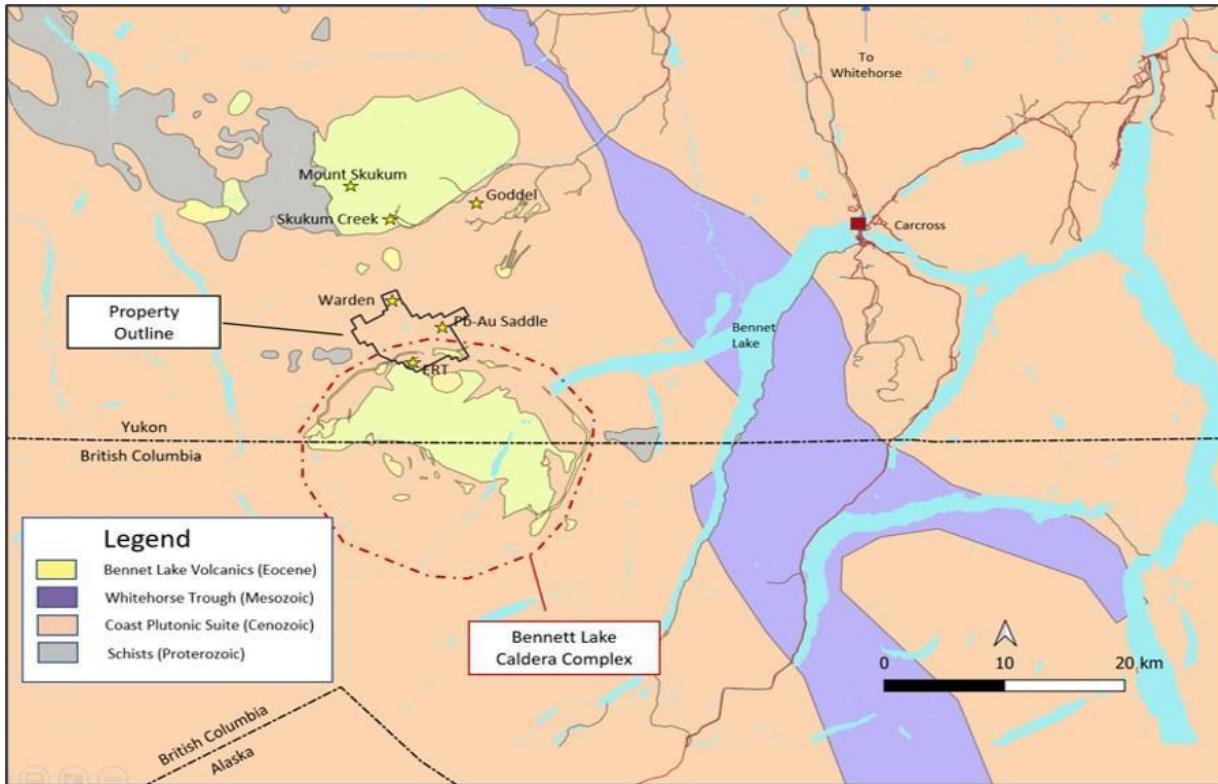 To
Whitehorse
Mount Skukum
Goddel
Skukum Creek
Carcross
Warden
Property
Outline
Pb-Au Saddle
Bennet
Lake
ERT
Yukon
British Columbia
Legend
Bennet Lake Volcanics (Eocene)
Whitehorse Trough (Mesozoic)
Coast Plutonic Suite (Cenozoic)
Schists (Proterozoic)
Bennett Lake
Caldera Complex
0 10 20 km
British Columbia
Alaska